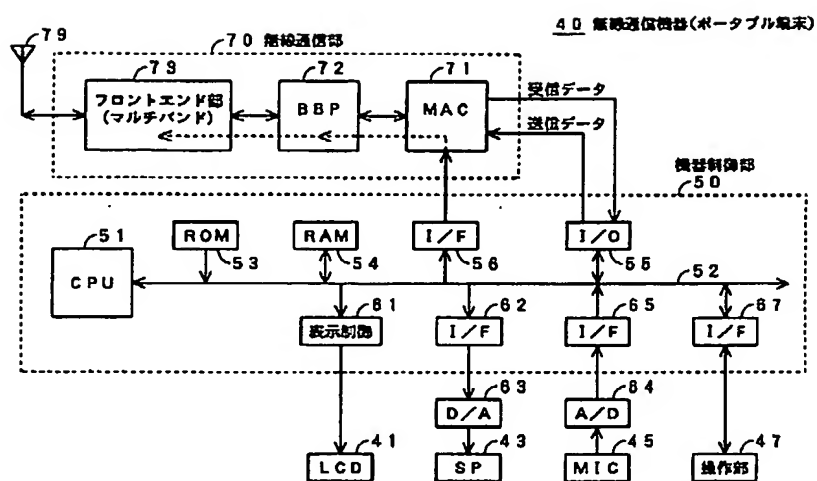 40 無線通信機器(ポータブル端末)
79
70 無線通信部
73
フロントエンド部
(マルチバンド)
72
BBP
71
MAC
受信データ
送信データ
機器制御部
50
51
CPU
ROM
53
RAM
54
I/F
56
I/O
55
52
61
表示制御
62
I/F
65
I/F
67
I/F
63
D/A
64
A/D
41
LCD
43
SP
45
MIC
47
操作部